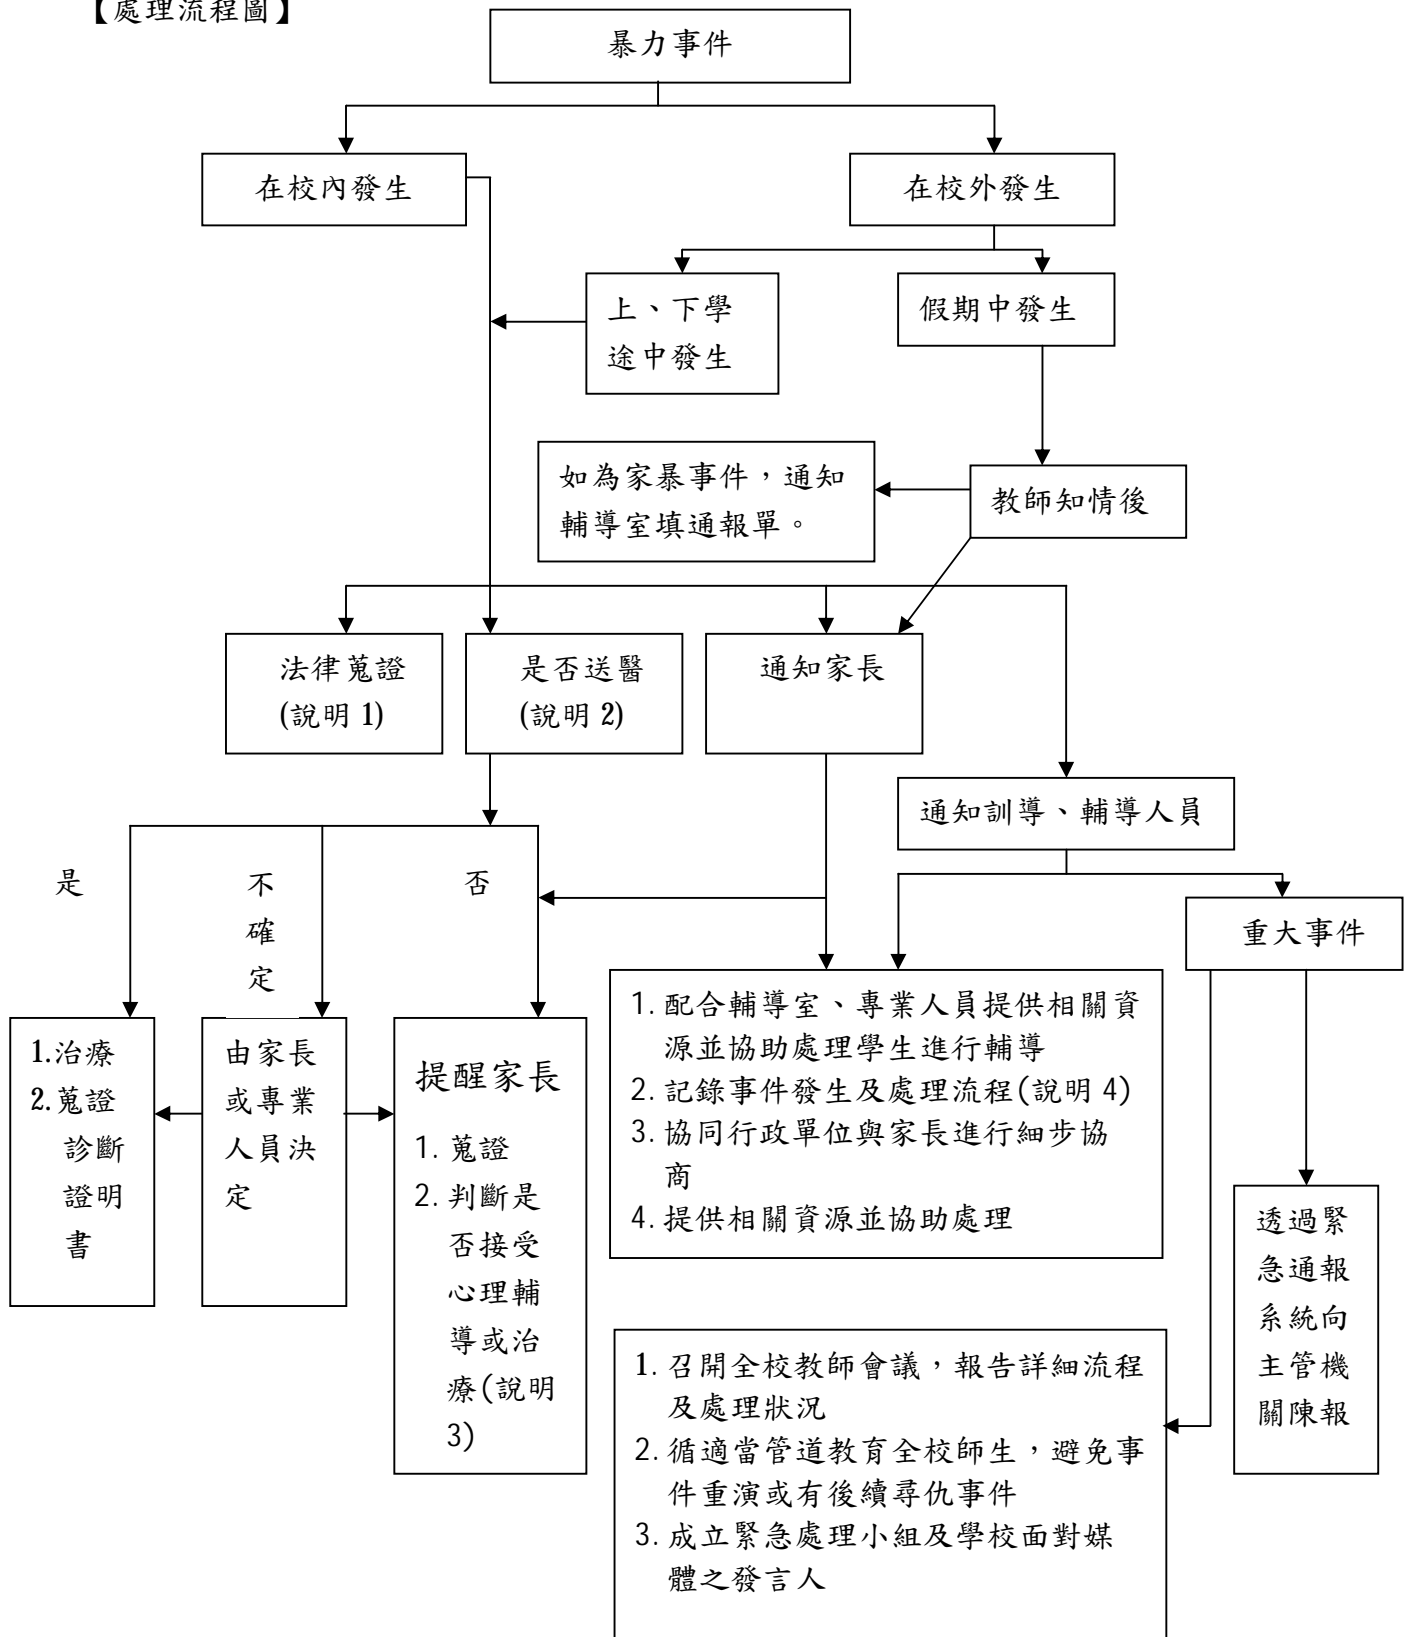 【處理流程圖】
暴力事件
在校內發生
在校外發生
上、下學
途中發生
假期中發生
如為家暴事件，通知
輔導室填通報單。
教師知情後
法律蒐證
(說明 1)
是否送醫
(說明 2)
通知家長
通知訓導、輔導人員
是
不
確
定
否
重大事件
1.治療
2.蒐證
診斷
證明
書
由家長
或專業
人員決
定
提醒家長
1. 蒐證
2. 判斷是
否接受
心理輔
導或治
療(說明
3)
1. 配合輔導室、專業人員提供相關資
源並協助處理學生進行輔導
2. 記錄事件發生及處理流程(說明 4)
3. 協同行政單位與家長進行細步協
商
4. 提供相關資源並協助處理
透過緊
急通報
系統向
主管機
關陳報
1. 召開全校教師會議，報告詳細流程
及處理狀況
2. 循適當管道教育全校師生，避免事
件重演或有後續尋仇事件
3. 成立緊急處理小組及學校面對媒
體之發言人